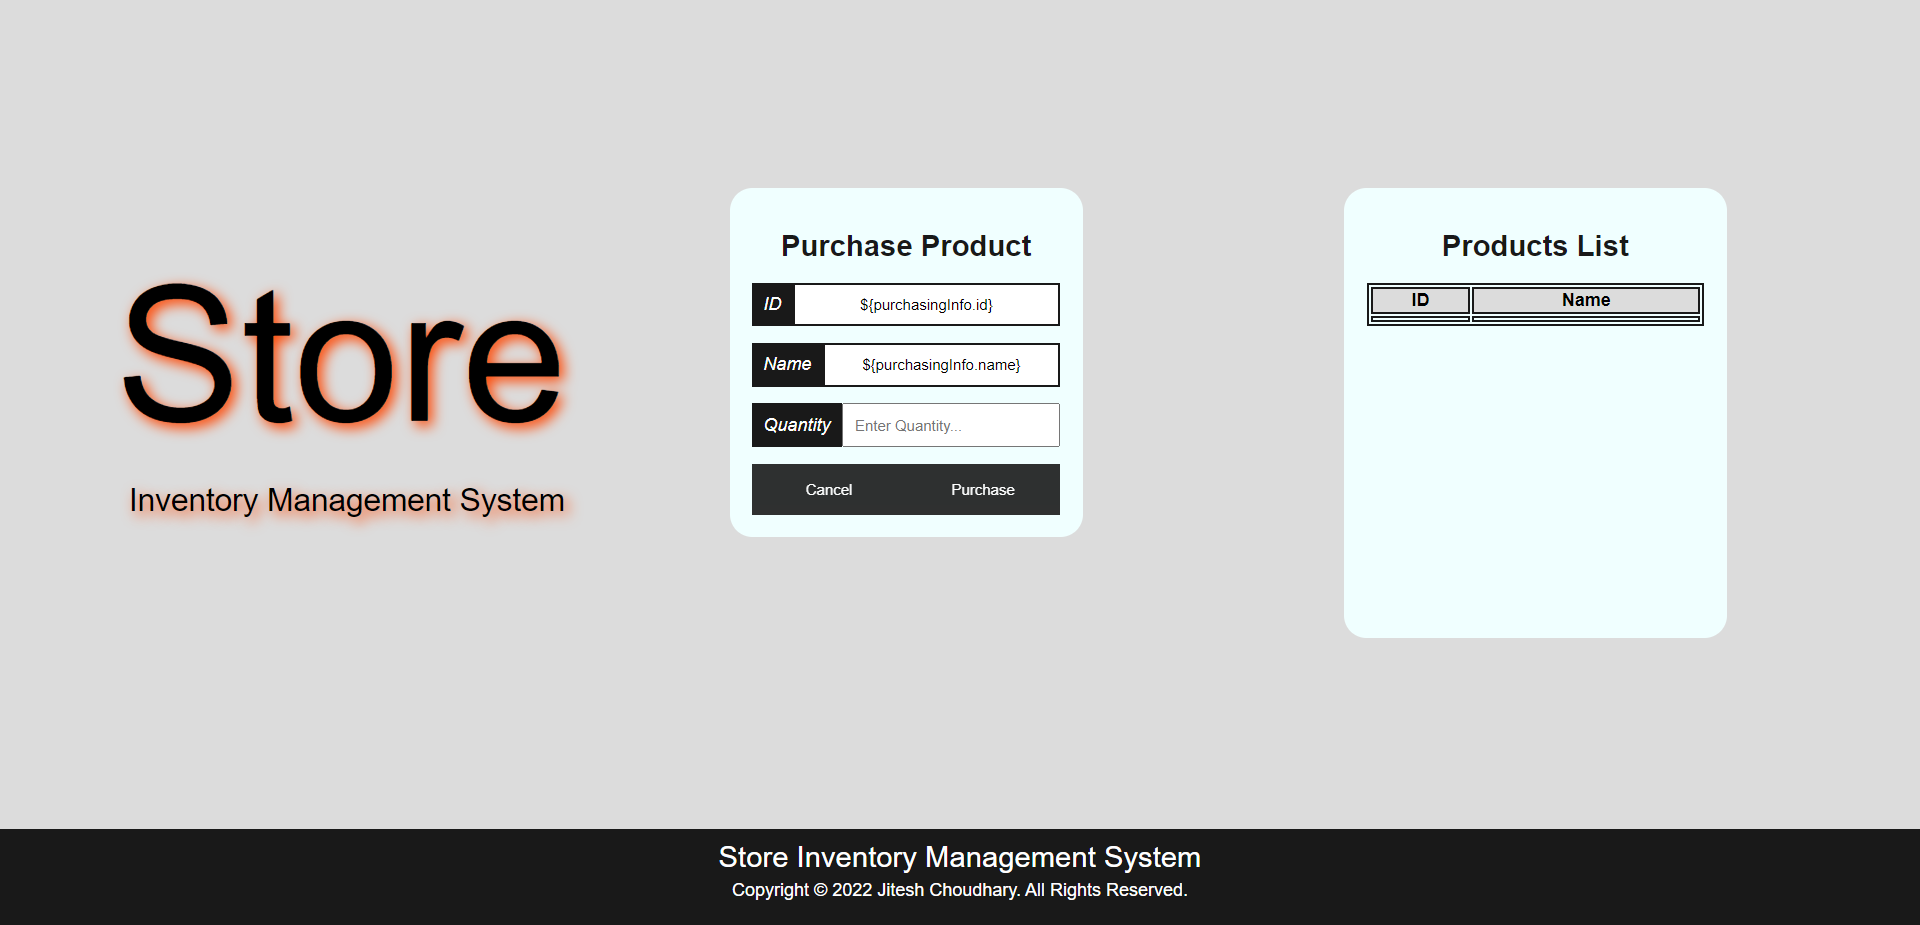 Store
Inventory Management System
Purchase Product
ID ${purchasingInfo.id}
Name ${purchasingInfo.name}
Quantity Enter Quantity...
Cancel Purchase
Products List
ID Name
Store Inventory Management System
Copyright © 2022 Jitesh Choudhary. All Rights Reserved.